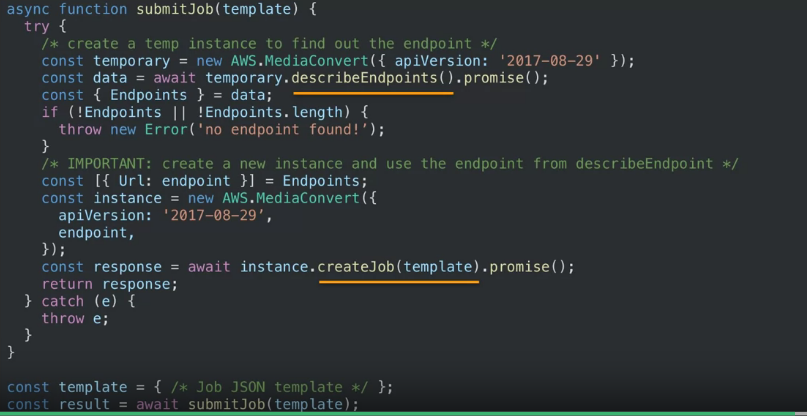 async function submitJob(template) {
try {
/* create a temp instance to find out the endpoint */
const temporary = new AWS.MediaConvert({ apiVersion: '2017-08-29' });
const data = await temporary.describeEndpoints().promise();
const { Endpoints } = data;
if (!Endpoints || !Endpoints.length) {
throw new Error('no endpoint found!’);
}
/* IMPORTANT: create a new instance and use the endpoint from describeEndpoint */
const [{ Url: endpoint }] = Endpoints;
const instance = new AWS.MediaConvert({
apiVersion: '2017-08-29’,
endpoint,
});
const response = await instance.createJob(template).promise();
return response;
} catch (e) {
throw e;
}
}
const template = { /* Job JSON template */ };
const result = await submitJob(template);